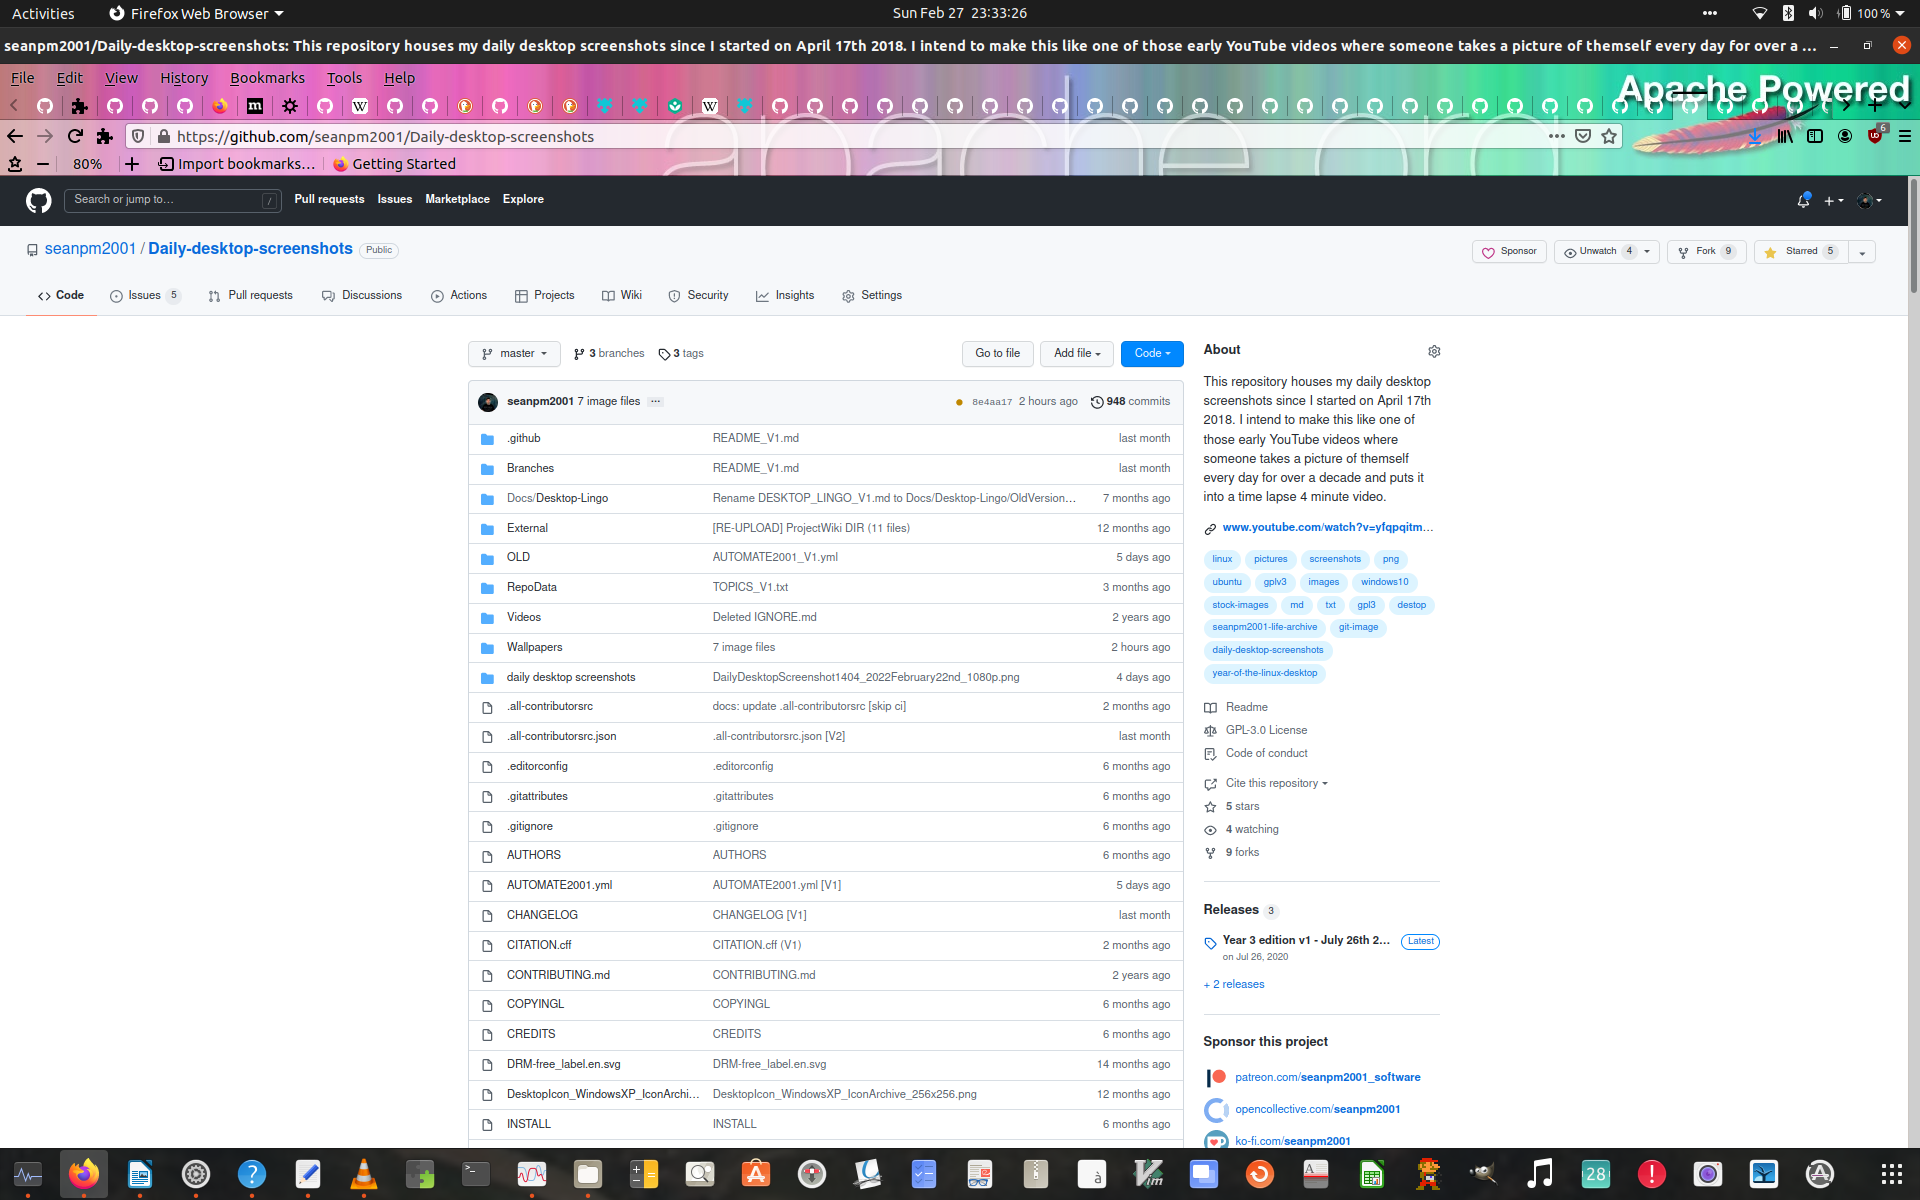 Activities
Firefox Web Browser
Sun Feb 27 23:33:26
100 %
seanpm2001/Daily-desktop-screenshots: This repository houses my daily desktop screenshots since I started on April 17th 2018. I intend to make this like one of those early YouTube videos where someone takes a picture of themself every day for over a ...
File Edit View History Bookmarks Tools Help
Apache Powered
https://github.com/seanpm2001/Daily-desktop-screenshots
6
80%
Import bookmarks...
Getting Started
apache.org
Search or jump to...
/
Pull requests
Issues
Marketplace
Explore
seanpm2001 / Daily-desktop-screenshots
Public
Sponsor
Unwatch 4
Fork 9
Starred 5
Code
Issues 5
Pull requests
Discussions
Actions
Projects
Wiki
Security
Insights
Settings
master
3 branches
3 tags
Go to file
Add file
Code
seanpm2001 7 image files ...
8e4aa17 2 hours ago
948 commits
.github README_V1.md last month
Branches README_V1.md last month
Docs/Desktop-Lingo Rename DESKTOP_LINGO_V1.md to Docs/Desktop-Lingo/OldVersion... 7 months ago
External [RE-UPLOAD] ProjectWiki DIR (11 files) 12 months ago
OLD AUTOMATE2001_V1.yml 5 days ago
RepoData TOPICS_V1.txt 3 months ago
Videos Deleted IGNORE.md 2 years ago
Wallpapers 7 image files 2 hours ago
daily desktop screenshots DailyDesktopScreenshot1404_2022February22nd_1080p.png 4 days ago
.all-contributorsrc docs: update .all-contributorsrc [skip ci] 2 months ago
.all-contributorsrc.json .all-contributorsrc.json [V2] last month
.editorconfig .editorconfig 6 months ago
.gitattributes .gitattributes 6 months ago
.gitignore .gitignore 6 months ago
AUTHORS AUTHORS 6 months ago
AUTOMATE2001.yml AUTOMATE2001.yml [V1] 5 days ago
CHANGELOG CHANGELOG [V1] last month
CITATION.cff CITATION.cff (V1) 2 months ago
CONTRIBUTING.md CONTRIBUTING.md 2 years ago
COPYINGL COPYINGL 6 months ago
CREDITS CREDITS 6 months ago
DRM-free_label.en.svg DRM-free_label.en.svg 14 months ago
DesktopIcon_WindowsXP_IconArchi... DesktopIcon_WindowsXP_IconArchive_256x256.png 12 months ago
INSTALL INSTALL 6 months ago
About
This repository houses my daily desktop
screenshots since I started on April 17th
2018. I intend to make this like one of
those early YouTube videos where
someone takes a picture of themself
every day for over a decade and puts it
into a time lapse 4 minute video.
www.youtube.com/watch?v=yfqpqitm...
linux pictures screenshots png
ubuntu gplv3 images windows10
stock-images md txt gpl3 destop
seanpm2001-life-archive git-image
daily-desktop-screenshots
year-of-the-linux-desktop
Readme
GPL-3.0 License
Code of conduct
Cite this repository
5 stars
4 watching
9 forks
Releases 3
Year 3 edition v1 - July 26th 2... Latest
on Jul 26, 2020
+ 2 releases
Sponsor this project
patreon.com/seanpm2001_software
opencollective.com/seanpm2001
ko-fi.com/seanpm2001
28